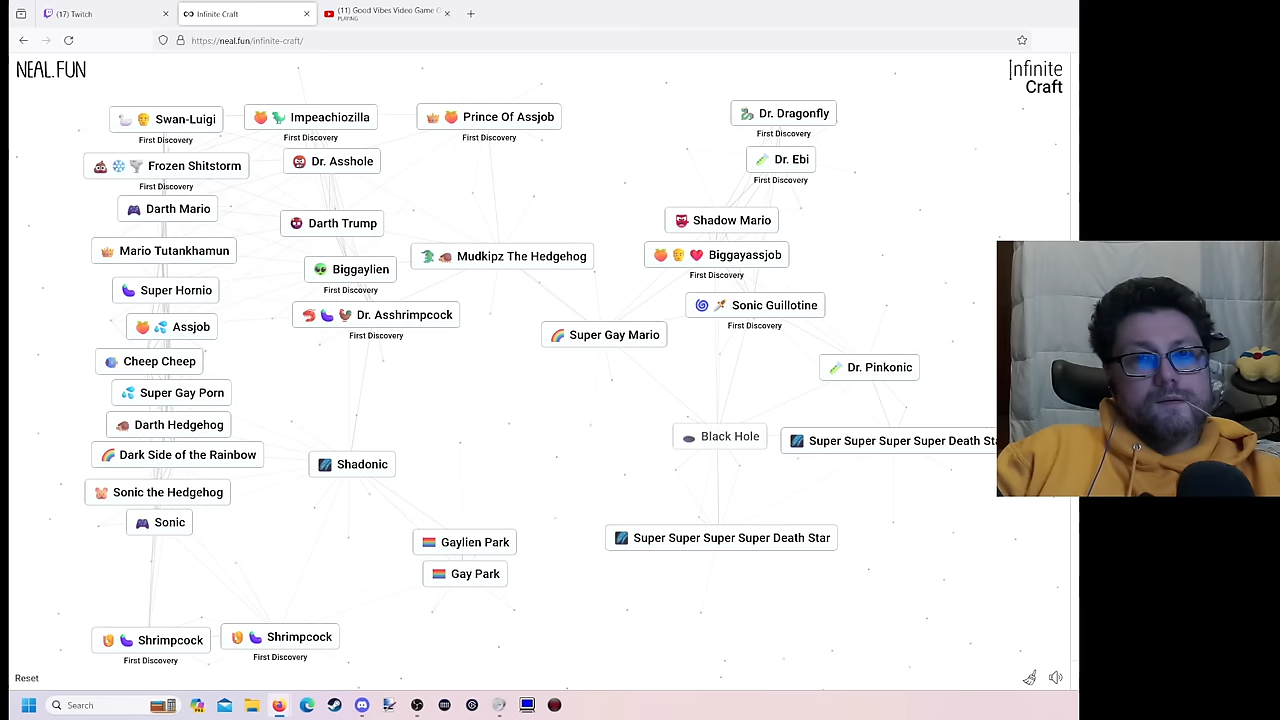 (17) Twitch
Infinite Craft
(11) Good Vibes Video Game
PLAYING
https://neal.fun/infinite-craft/
NEAL.FUN
Infinite
Craft
Swan-Luigi
First Discovery
Impeachiozilla
First Discovery
Prince Of Assjob
First Discovery
Dr. Dragonfly
First Discovery
Frozen Shitstorm
First Discovery
Dr. Asshole
Dr. Ebi
First Discovery
Darth Mario
Darth Trump
Shadow Mario
Mario Tutankhamun
Mudkipz The Hedgehog
Biggayassjob
First Discovery
Biggaylien
First Discovery
Super Hornio
Dr. Asshrimpcock
First Discovery
Sonic Guillotine
First Discovery
Assjob
Super Gay Mario
Cheep Cheep
Dr. Pinkonic
Super Gay Porn
Darth Hedgehog
Black Hole
Super Super Super Super Death Sta
Dark Side of the Rainbow
Shadonic
Sonic the Hedgehog
Sonic
Gaylien Park
Super Super Super Super Death Star
Gay Park
Shrimpcock
First Discovery
Shrimpcock
First Discovery
Reset
Search